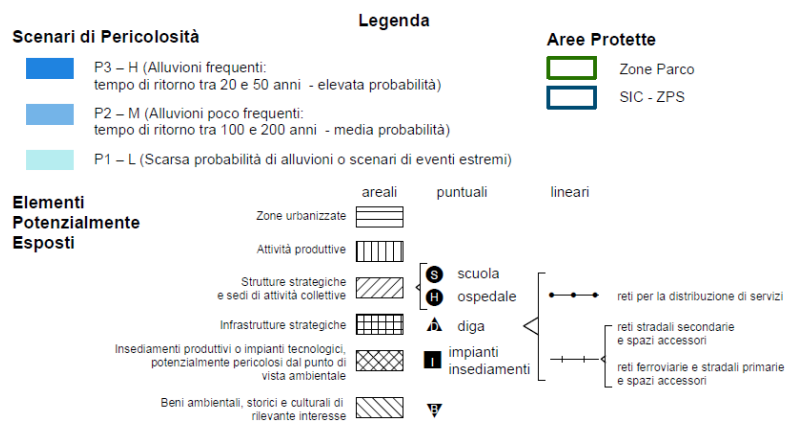 Legenda
Scenari di Pericolosità
P3 – H (Alluvioni frequenti:
tempo di ritorno tra 20 e 50 anni - elevata probabilità)
P2 – M (Alluvioni poco frequenti:
tempo di ritorno tra 100 e 200 anni - media probabilità)
P1 – L (Scarsa probabilità di alluvioni o scenari di eventi estremi)
Aree Protette
Zone Parco
SIC - ZPS
Elementi
Potenzialmente
Esposti
areali puntuali lineari
Zone urbanizzate
Attività produttive
Strutture strategiche
e sedi di attività collettive
S scuola
H ospedale
Infrastrutture strategiche
D diga
Insediamenti produttivi o impianti tecnologici,
potenzialmente pericolosi dal punto di
vista ambientale
I impianti
insediamenti
Beni ambientali, storici e culturali di
rilevante interesse
B
reti per la distribuzione di servizi
reti stradali secondarie
e spazi accessori
reti ferroviarie e stradali primarie
e spazi accessori